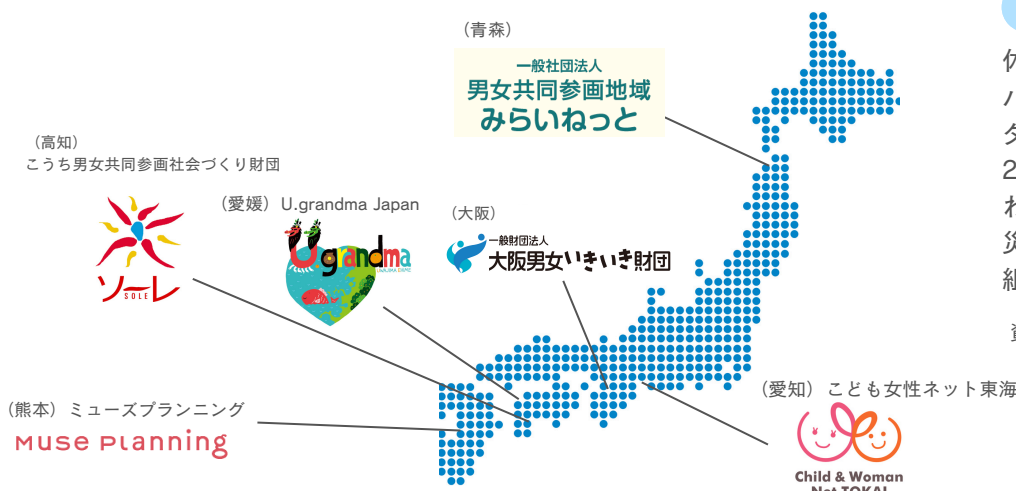 （青森）
一般社団法人
男女共同参画地域
みらいねっと
（高知）
こうち男女共同参画社会づくり財団
ソーレ
SOLE
（愛媛）U.grandma Japan
Ugrandma
（大阪）
一般財団法人
大阪男女いきいき財団
（熊本）ミューズプランニング
Muse Planning
（愛知）こども女性ネット東海
Child & Woman
Net TOKAI
2